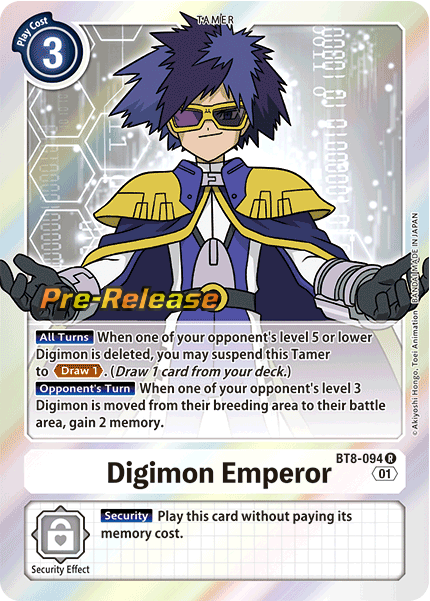 TAMER
Play Cost
3
Pre-Release
All Turns When one of your opponent's level 5 or lower
Digimon is deleted, you may suspend this Tamer
to Draw 1. (Draw 1 card from your deck.)
Opponent's Turn When one of your opponent's level 3
Digimon is moved from their breeding area to their battle
area, gain 2 memory.
©Akiyoshi Hongo, Toei Animation BANDAI MADE IN JAPAN
BT8-094 R
Digimon Emperor
01
Security Play this card without paying its
memory cost.
Security Effect